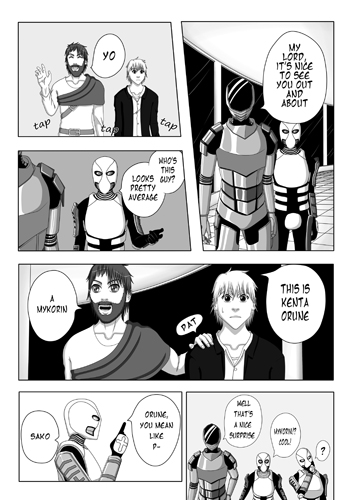 YO
tap
tap
tap
MY
LORD,
IT'S NICE
TO SEE
YOU OUT
AND
ABOUT
WHO'S
THIS
GUY?
LOOKS
PRETTY
AVERAGE
THIS IS
KENTA
ORUNE
A
MYKORIN
PAT
ORUNE,
YOU MEAN
LIKE
P-
SAKO
WELL
THAT'S
A NICE
SURPRISE
MYKORIN?
COOL!
?